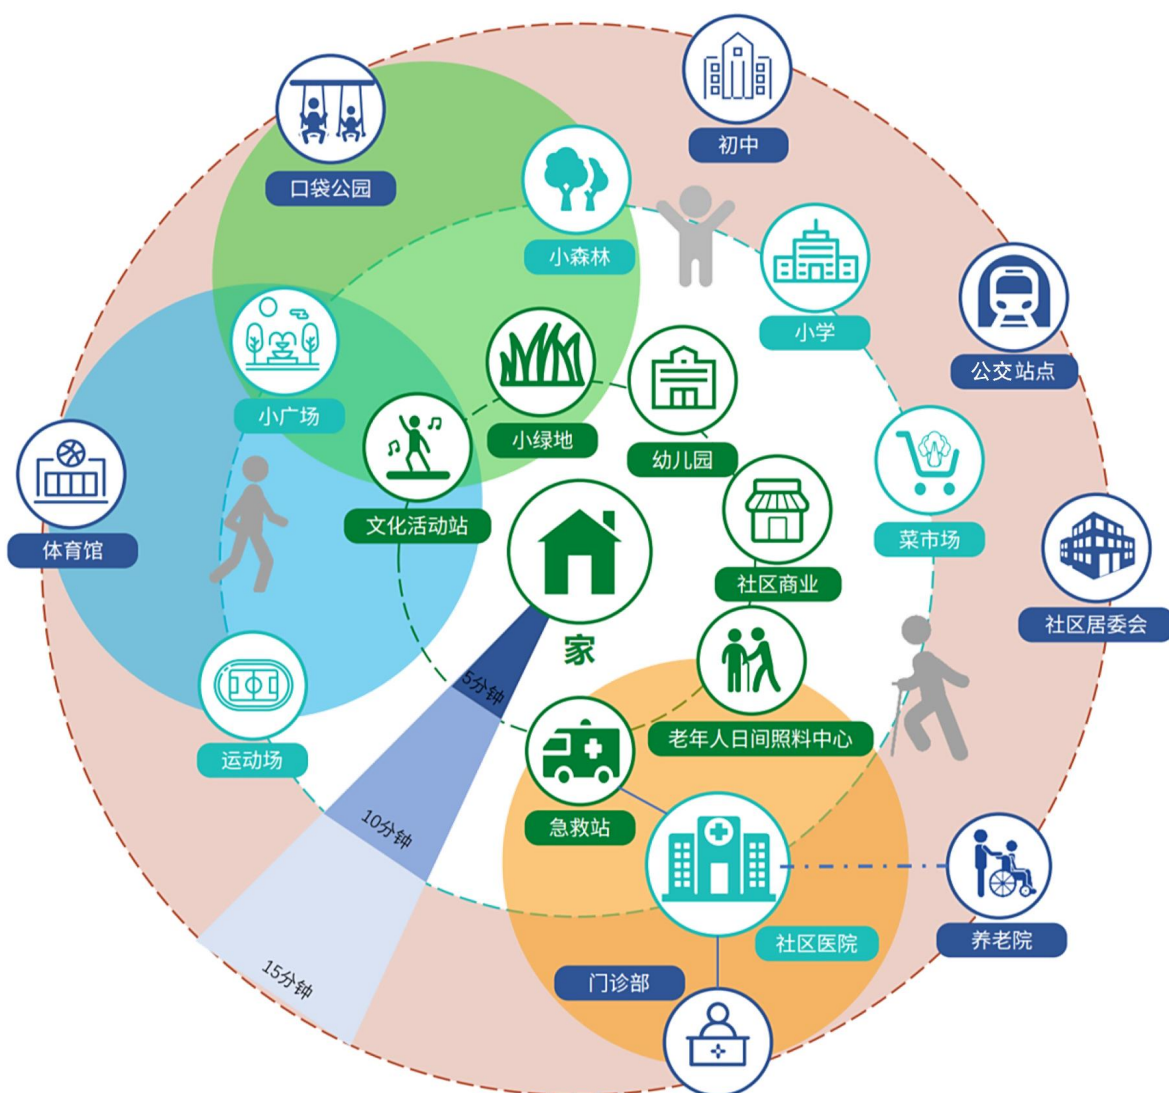 初中
口袋公园
小森林
小学
公交站点
小广场
小绿地
幼儿园
文化活动站
菜市场
体育馆
社区商业
社区居委会
家
5分钟
老年人日间照料中心
运动场
10分钟
急救站
社区医院
养老院
15分钟
门诊部